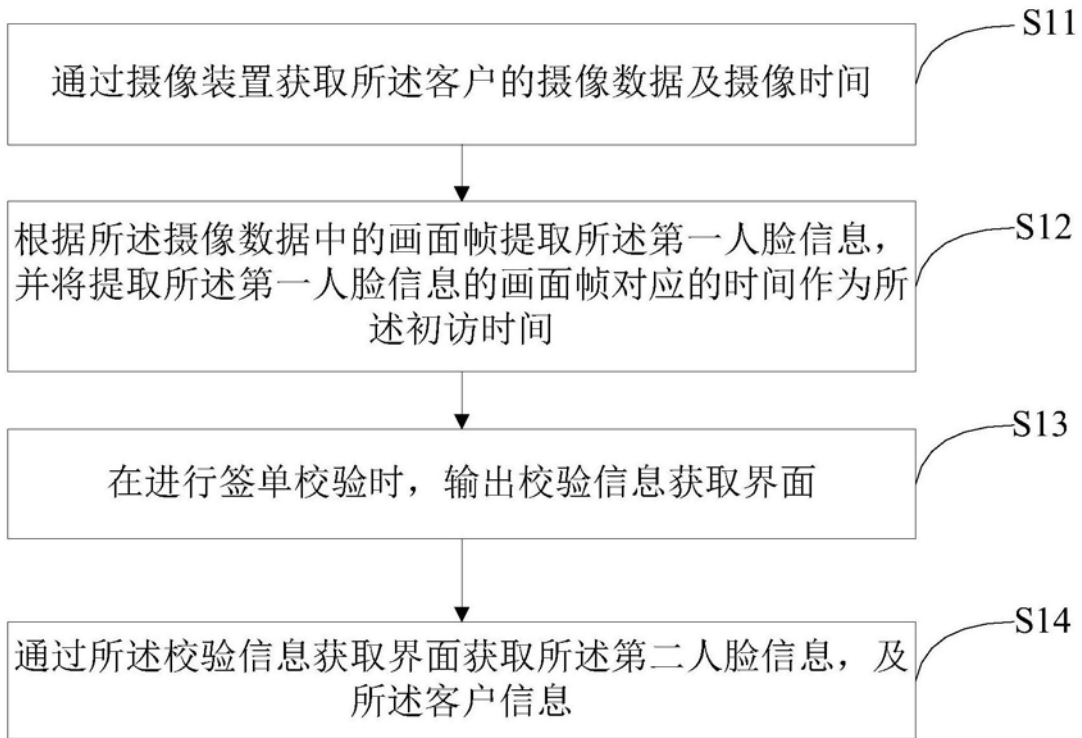 S11
通过摄像装置获取所述客户的摄像数据及摄像时间
S12
根据所述摄像数据中的画面帧提取所述第一人脸信息，
并将提取所述第一人脸信息的画面帧对应的时间作为所
述初访时间
S13
在进行签单校验时，输出校验信息获取界面
S14
通过所述校验信息获取界面获取所述第二人脸信息，及
所述客户信息